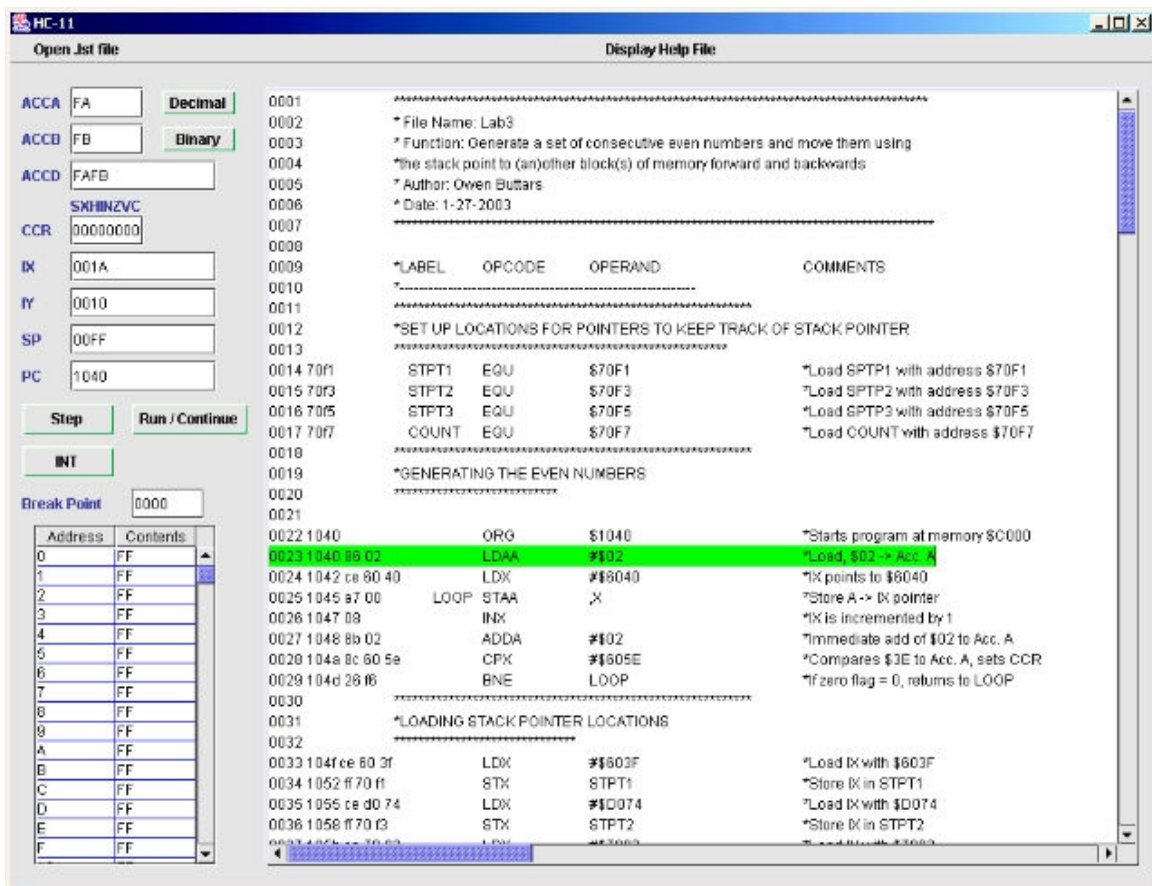 HC-11
Open .lst file Display Help File
ACCA FA Decimal
ACCB FB Binary
ACCD FAFB
SXHINZVC
CCR 00000000
IX 001A
IY 0010
SP 00FF
PC 1040
Step Run / Continue
INT
Break Point 0000
Address Contents
0 FF
1 FF
2 FF
3 FF
4 FF
5 FF
6 FF
7 FF
8 FF
9 FF
A FF
B FF
C FF
D FF
E FF
F FF
0001 ********************************************************************************
0002 * File Name: Lab3
0003 * Function: Generate a set of consecutive even numbers and move them using
0004 *the stack point to (an)other block(s) of memory forward and backwards
0005 * Author: Owen Buttars
0006 * Date: 1-27-2003
0007 ********************************************************************************
0008
0009 *LABEL OPCODE OPERAND COMMENTS
0010 *------------------------------------------------------------
0011 ************************************************************
0012 *SET UP LOCATIONS FOR POINTERS TO KEEP TRACK OF STACK POINTER
0013 ********************************************************
0014 70f1 STPT1 EQU $70F1 *Load SPTP1 with address $70F1
0015 70f3 STPT2 EQU $70F3 *Load SPTP2 with address $70F3
0016 70f5 STPT3 EQU $70F5 *Load SPTP3 with address $70F5
0017 70f7 COUNT EQU $70F7 *Load COUNT with address $70F7
0018 ************************************************************
0019 *GENERATING THE EVEN NUMBERS
0020 ***************************
0021
0022 1040 ORG $1040 *Starts program at memory $C000
0023 1040 86 02 LDAA #$02 *Load, $02 -> Acc. A
0024 1042 ce 60 40 LDX #$6040 *IX points to $6040
0025 1045 a7 00 LOOP STAA ,X *Store A -> IX pointer
0026 1047 08 INX *IX is incremented by 1
0027 1048 8b 02 ADDA #$02 *Immediate add of $02 to Acc. A
0028 104a 8c 60 5e CPX #$605E *Compares $3E to Acc. A, sets CCR
0029 104d 26 f6 BNE LOOP *If zero flag = 0, returns to LOOP
0030 ************************************************************
0031 *LOADING STACK POINTER LOCATIONS
0032 ******************************
0033 104f ce 60 3f LDX #$603F *Load IX with $603F
0034 1052 ff 70 f1 STX STPT1 *Store IX in STPT1
0035 1055 ce d0 74 LDX #$D074 *Load IX with $D074
0036 1058 ff 70 f3 STX STPT2 *Store IX in STPT2